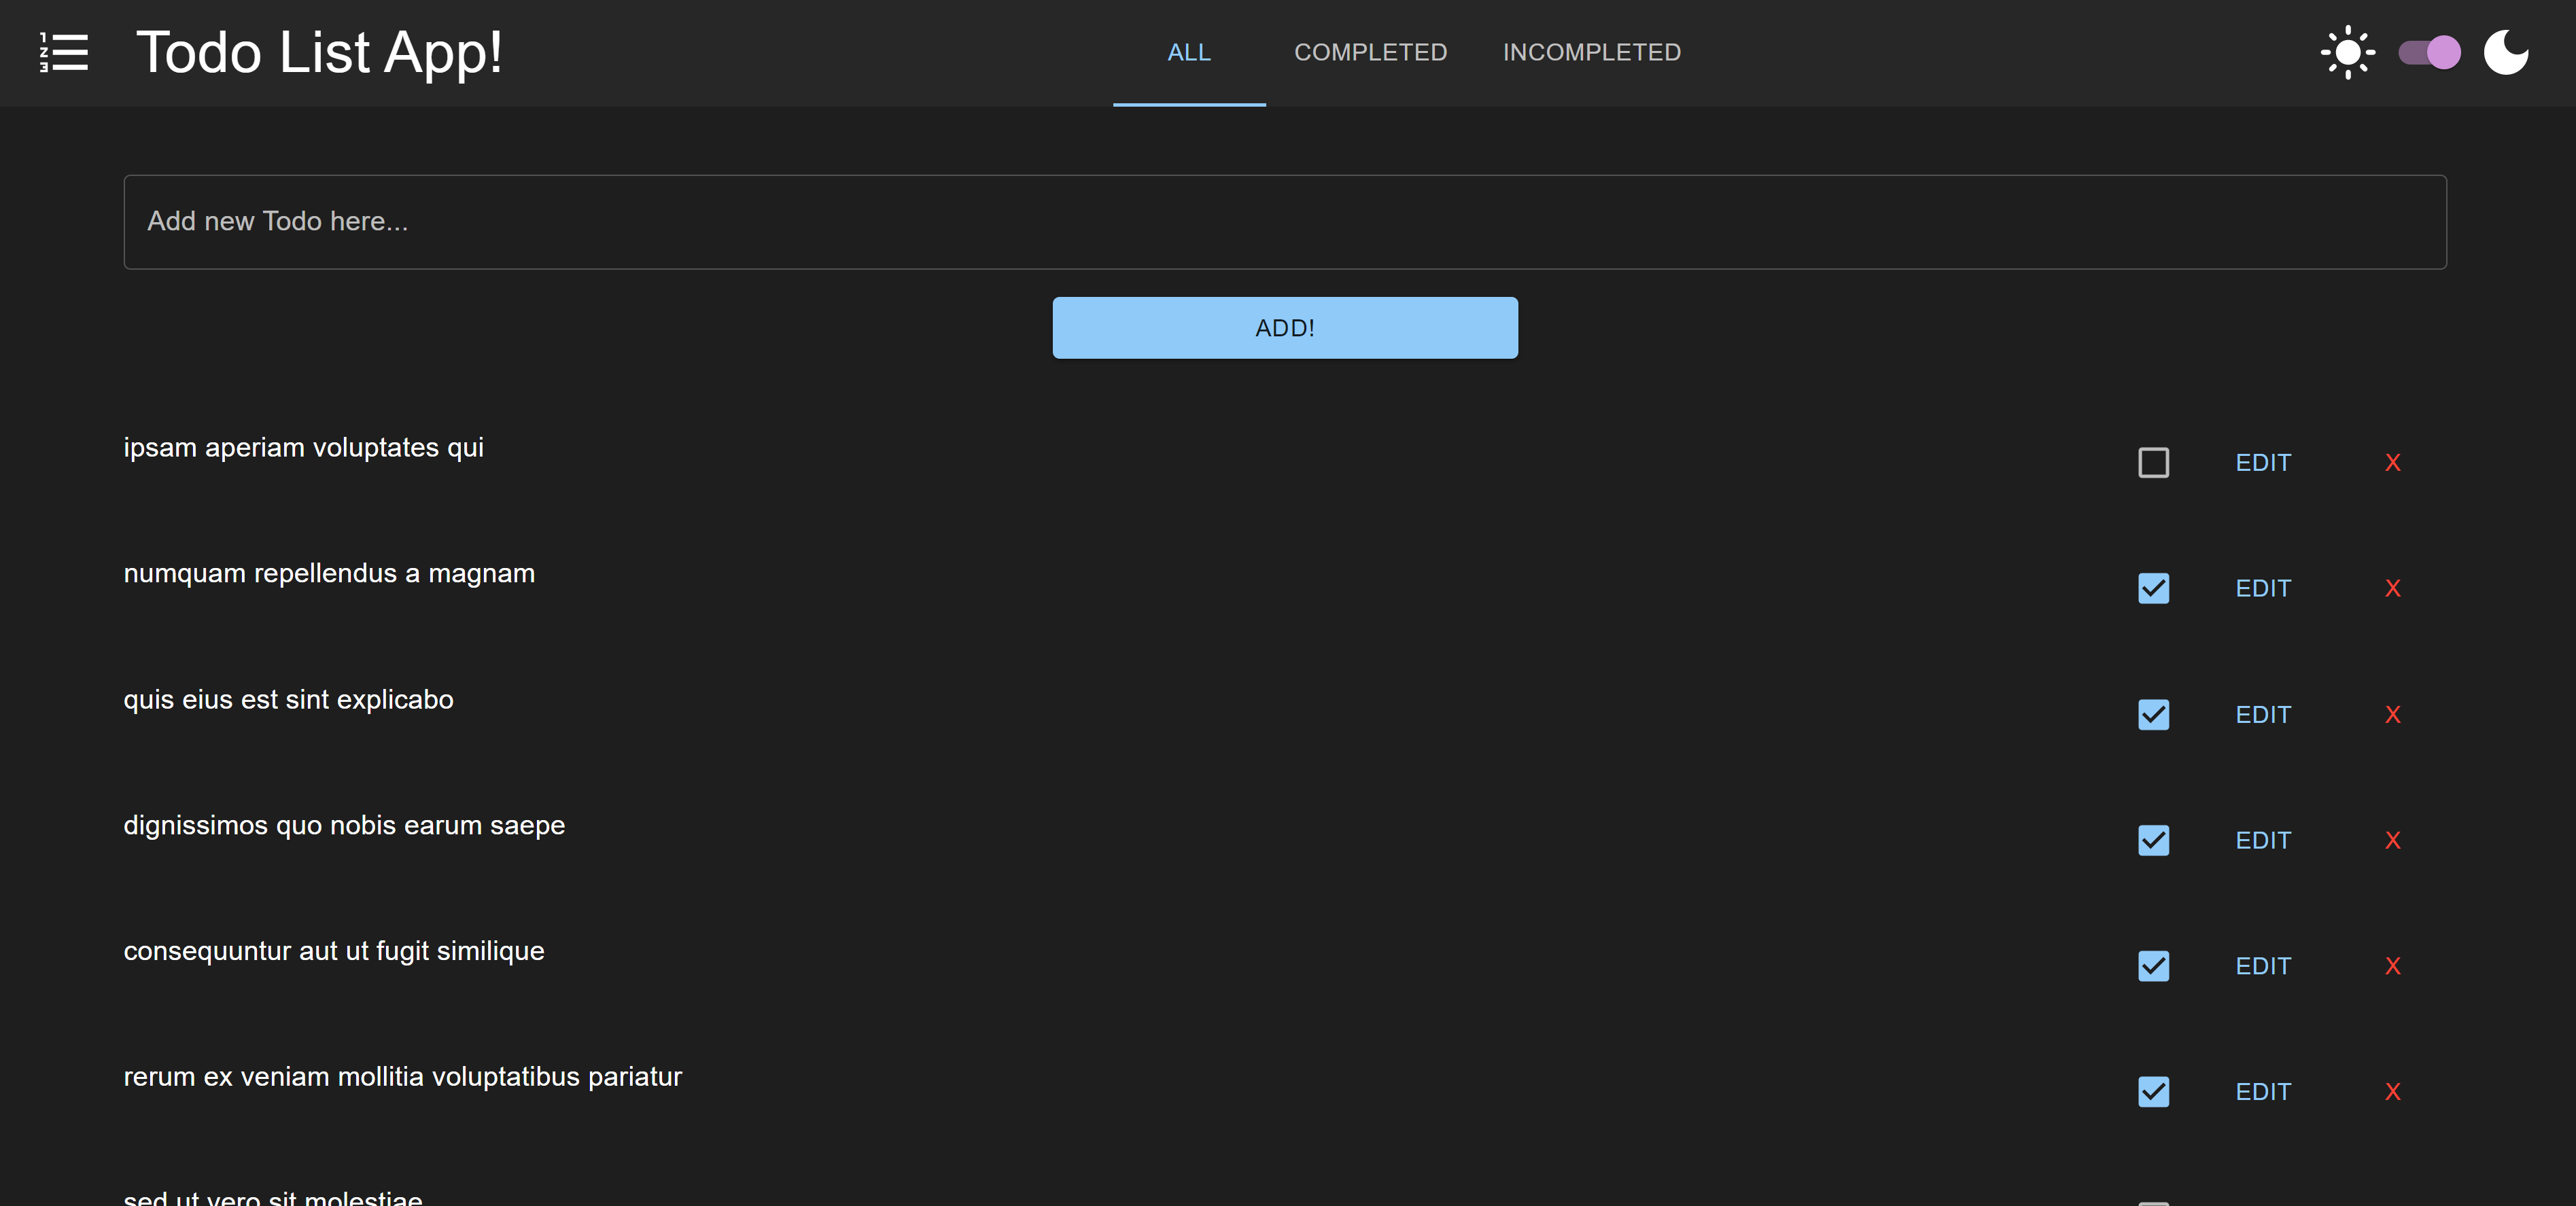 Todo List App!
ALL COMPLETED INCOMPLETED
Add new Todo here...
ADD!
ipsam aperiam voluptates qui EDIT X
numquam repellendus a magnam EDIT X
quis eius est sint explicabo EDIT X
dignissimos quo nobis earum saepe EDIT X
consequuntur aut ut fugit similique EDIT X
rerum ex veniam mollitia voluptatibus pariatur EDIT X
sed ut vero sit molestiae